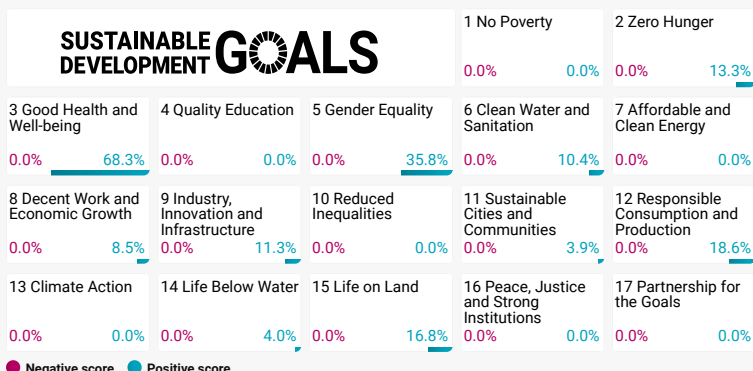 SUSTAINABLE
DEVELOPMENT
GOALS
1 No Poverty
0.0% 0.0%
2 Zero Hunger
0.0% 13.3%
3 Good Health and
Well-being
0.0% 68.3%
4 Quality Education
0.0% 0.0%
5 Gender Equality
0.0% 35.8%
6 Clean Water and
Sanitation
0.0% 10.4%
7 Affordable and
Clean Energy
0.0% 0.0%
8 Decent Work and
Economic Growth
0.0% 8.5%
9 Industry,
Innovation and
Infrastructure
0.0% 11.3%
10 Reduced
Inequalities
0.0% 0.0%
11 Sustainable
Cities and
Communities
0.0% 3.9%
12 Responsible
Consumption and
Production
0.0% 18.6%
13 Climate Action
0.0% 0.0%
14 Life Below Water
0.0% 4.0%
15 Life on Land
0.0% 16.8%
16 Peace, Justice
and Strong
Institutions
0.0% 0.0%
17 Partnership for
the Goals
0.0% 0.0%
Negative score Positive score